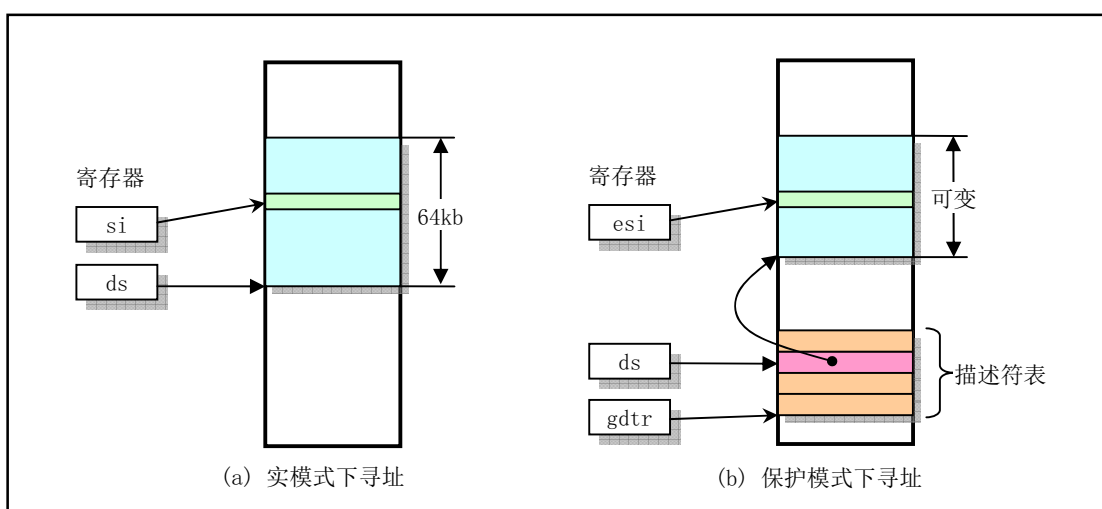 寄存器
si
ds
64kb
(a) 实模式下寻址
寄存器
esi
ds
gdtr
可变
描述符表
(b) 保护模式下寻址